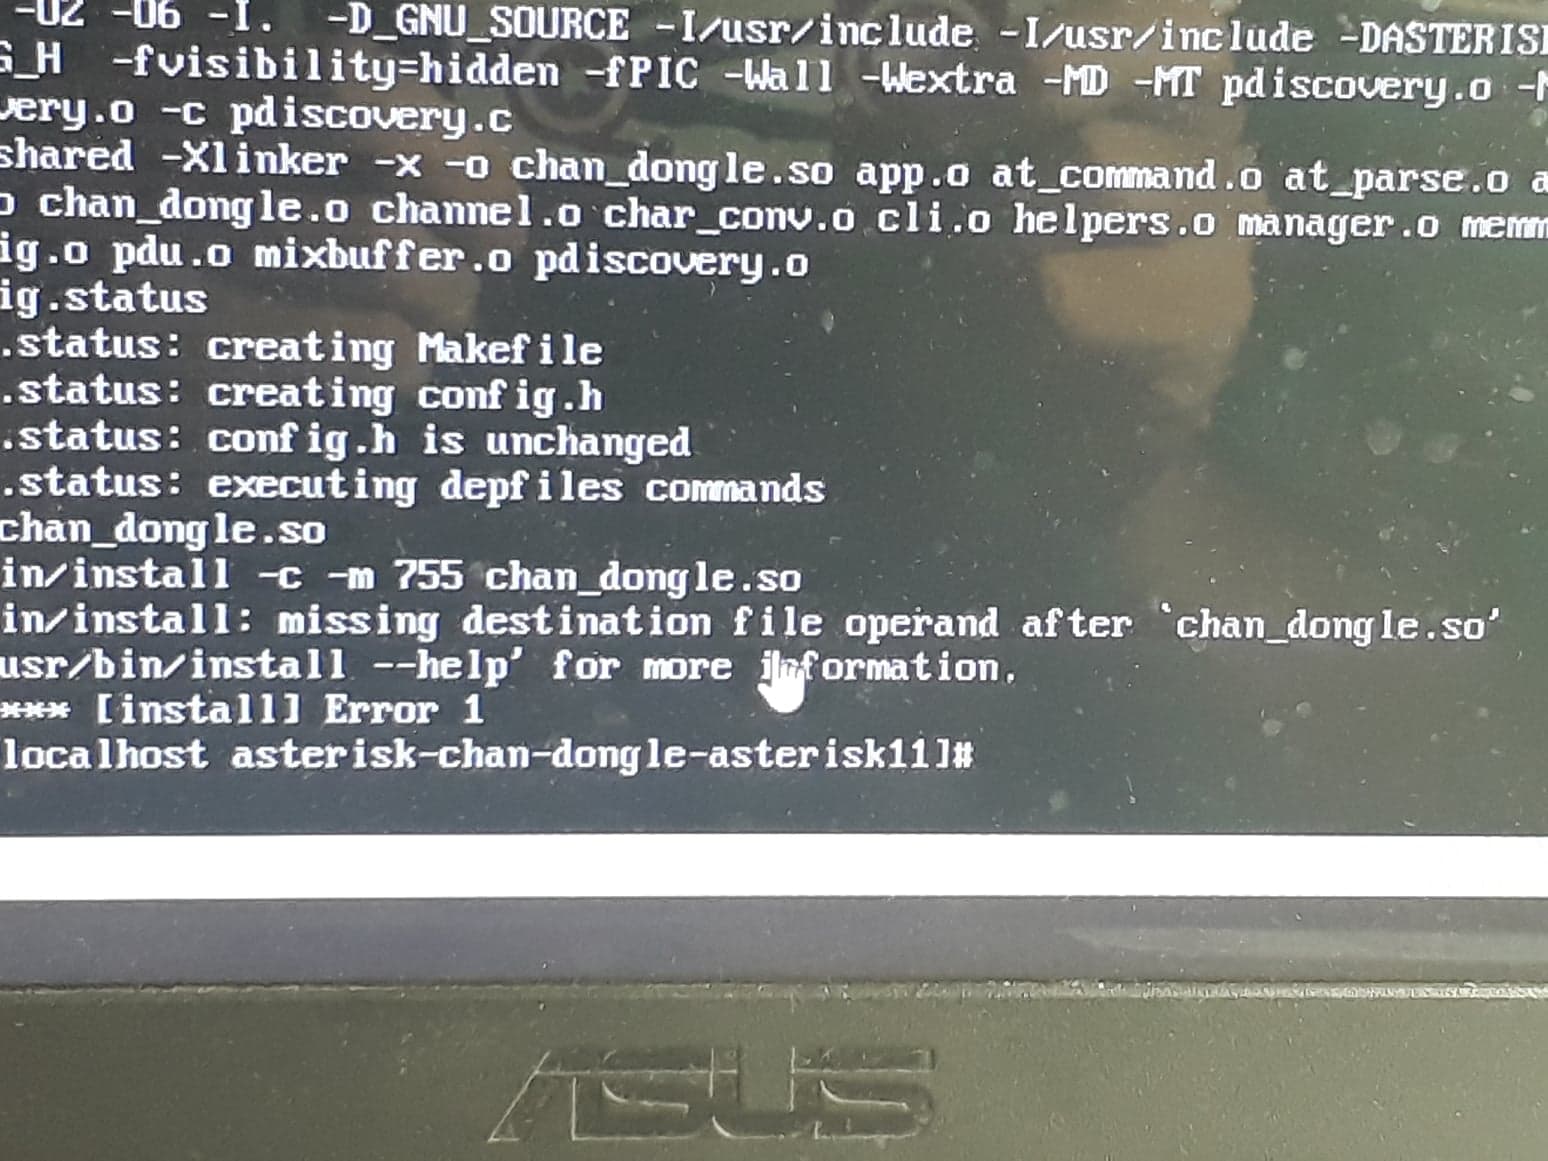 -O2 -O6 -I. -D_GNU_SOURCE -I/usr/include -I/usr/include -DASTERIS
G_H -fvisibility=hidden -fPIC -Wall -Wextra -MD -MT pdiscovery.o -M
very.o -c pdiscovery.c
shared -Xlinker -x -o chan_dongle.so app.o at_command.o at_parse.o a
o chan_dongle.o channel.o char_conv.o cli.o helpers.o manager.o memm
ig.o pdu.o mixbuffer.o pdiscovery.o
ig.status
.status: creating Makefile
.status: creating config.h
.status: config.h is unchanged
.status: executing depfiles commands
chan_dongle.so
in/install -c -m 755 chan_dongle.so
in/install: missing destination file operand after `chan_dongle.so'
usr/bin/install --help' for more information.
*** [install] Error 1
localhost asterisk-chan-dongle-asterisk11]#
ASUS